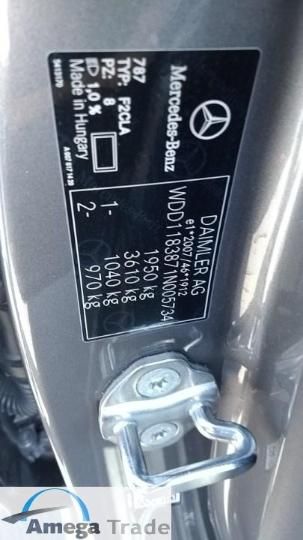 DAIMLER AG
e1*2007/46*1912
WDD1183871N005734
1950 kg
3610 kg
1- 1040 kg
2- 970 kg
Mercedes-Benz
787
TYP: F2CLA
PZ: 8
1,0 %
Made in Hungary
5413170
Amega Trade